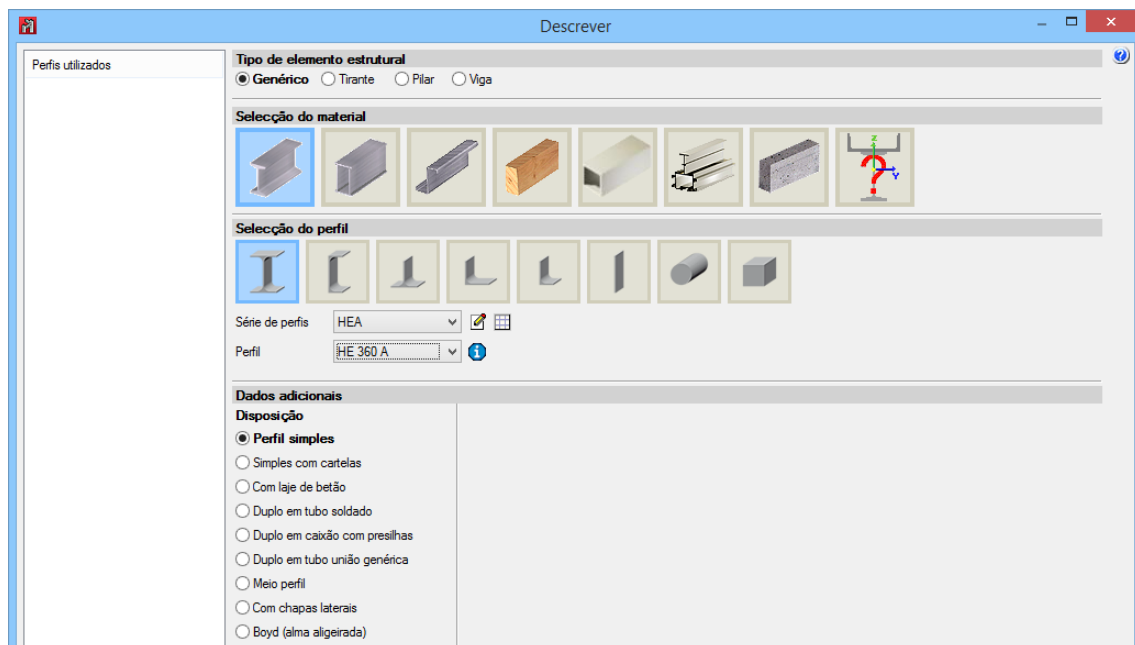 Descrever
Perfis utilizados
Tipo de elemento estrutural
Genérico Tirante Pilar Viga
Selecção do material
Z
?
Y
Selecção do perfil
Série de perfis HEA
Perfil HE 360 A
Dados adicionais
Disposição
Perfil simples
Simples com cartelas
Com laje de betão
Duplo em tubo soldado
Duplo em caixão com presilhas
Duplo em tubo união genérica
Meio perfil
Com chapas laterais
Boyd (alma aligeirada)